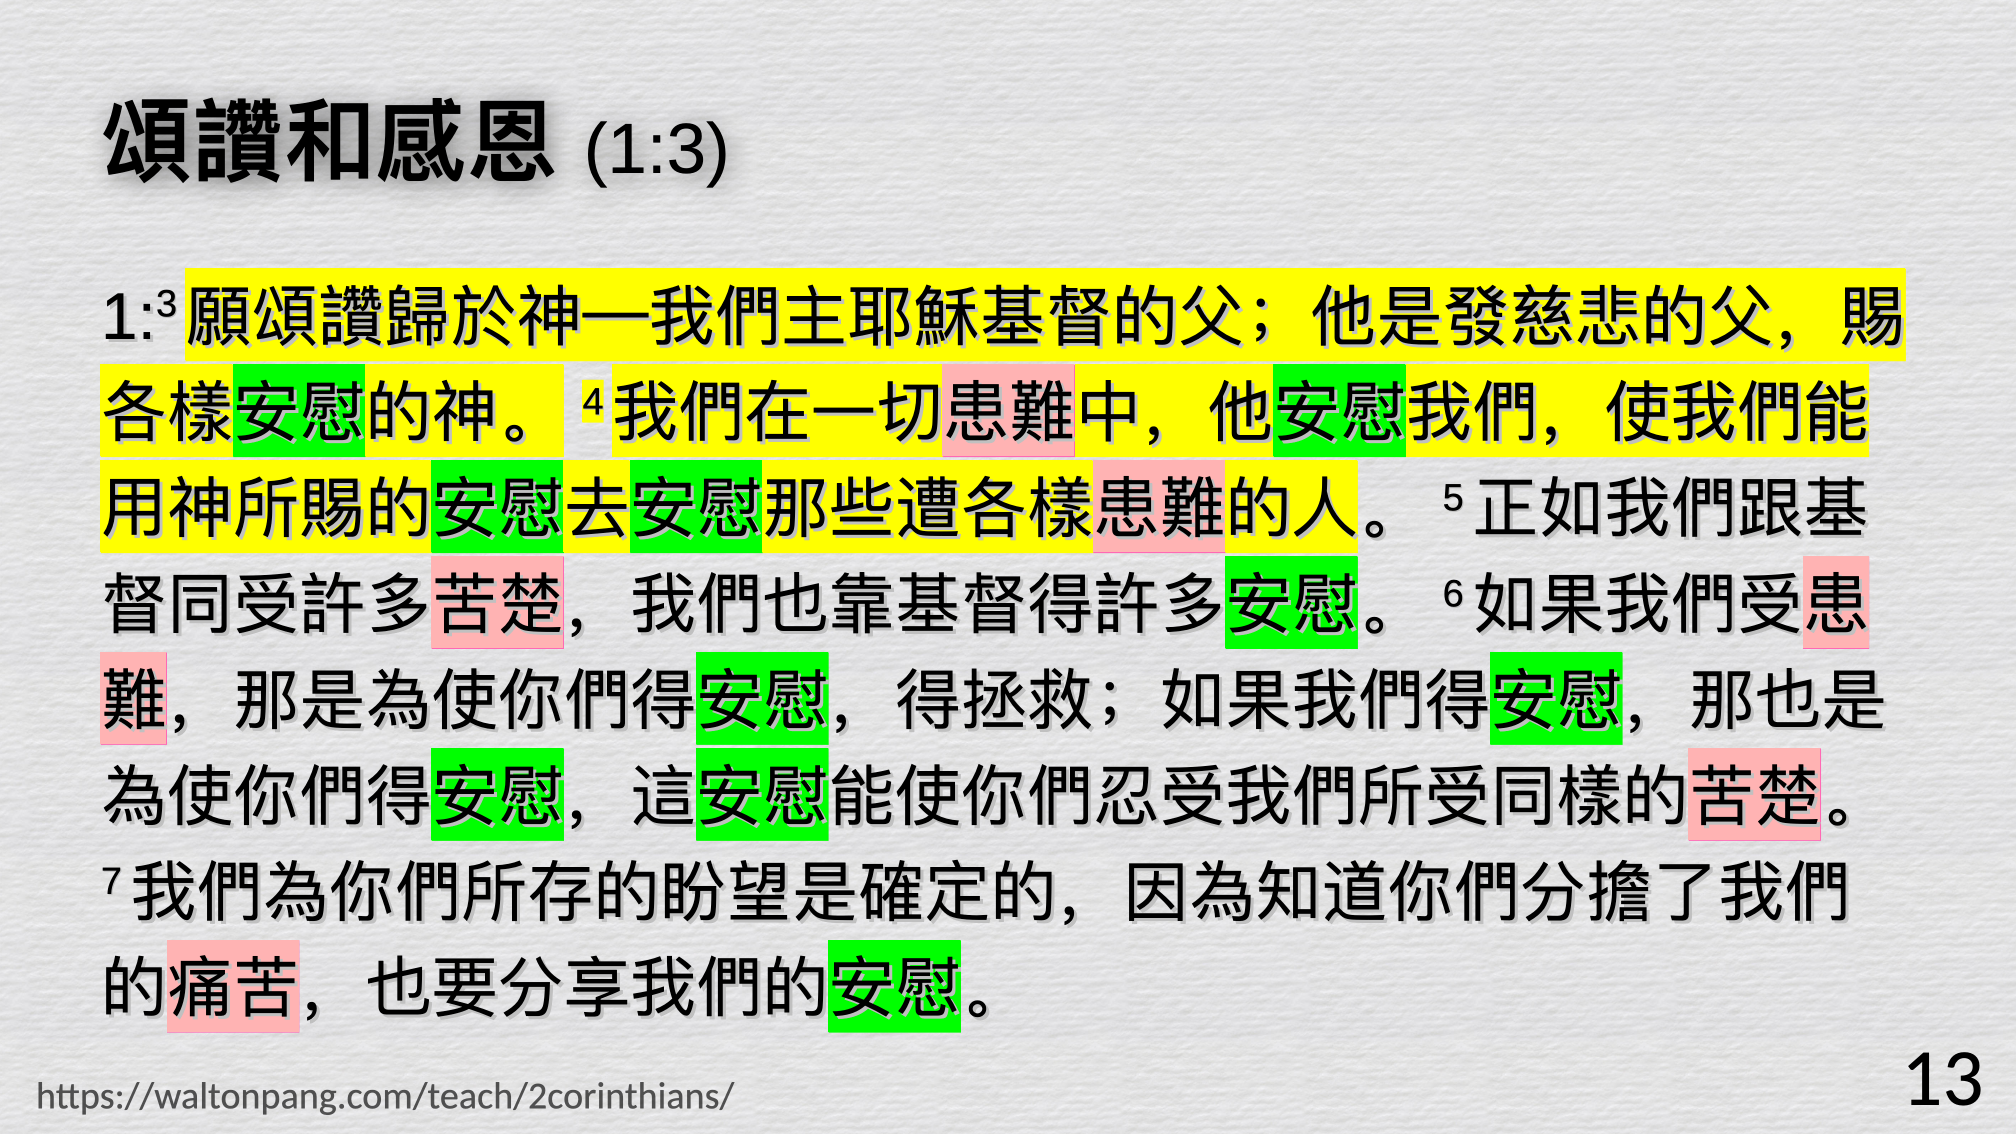 頌讚和感恩 (1:3)
1:³ 願頌讚歸於神—我們主耶穌基督的父；他是發慈悲的父，賜
各樣安慰的神。 ⁴ 我們在一切患難中，他安慰我們，使我們能
用神所賜的安慰去安慰那些遭各樣患難的人。 ⁵ 正如我們跟基
督同受許多苦楚，我們也靠基督得許多安慰。 ⁶ 如果我們受患
難，那是為使你們得安慰，得拯救；如果我們得安慰，那也是
為使你們得安慰，這安慰能使你們忍受我們所受同樣的苦楚。
⁷ 我們為你們所存的盼望是確定的，因為知道你們分擔了我們
的痛苦，也要分享我們的安慰。
https://waltonpang.com/teach/2corinthians/
13